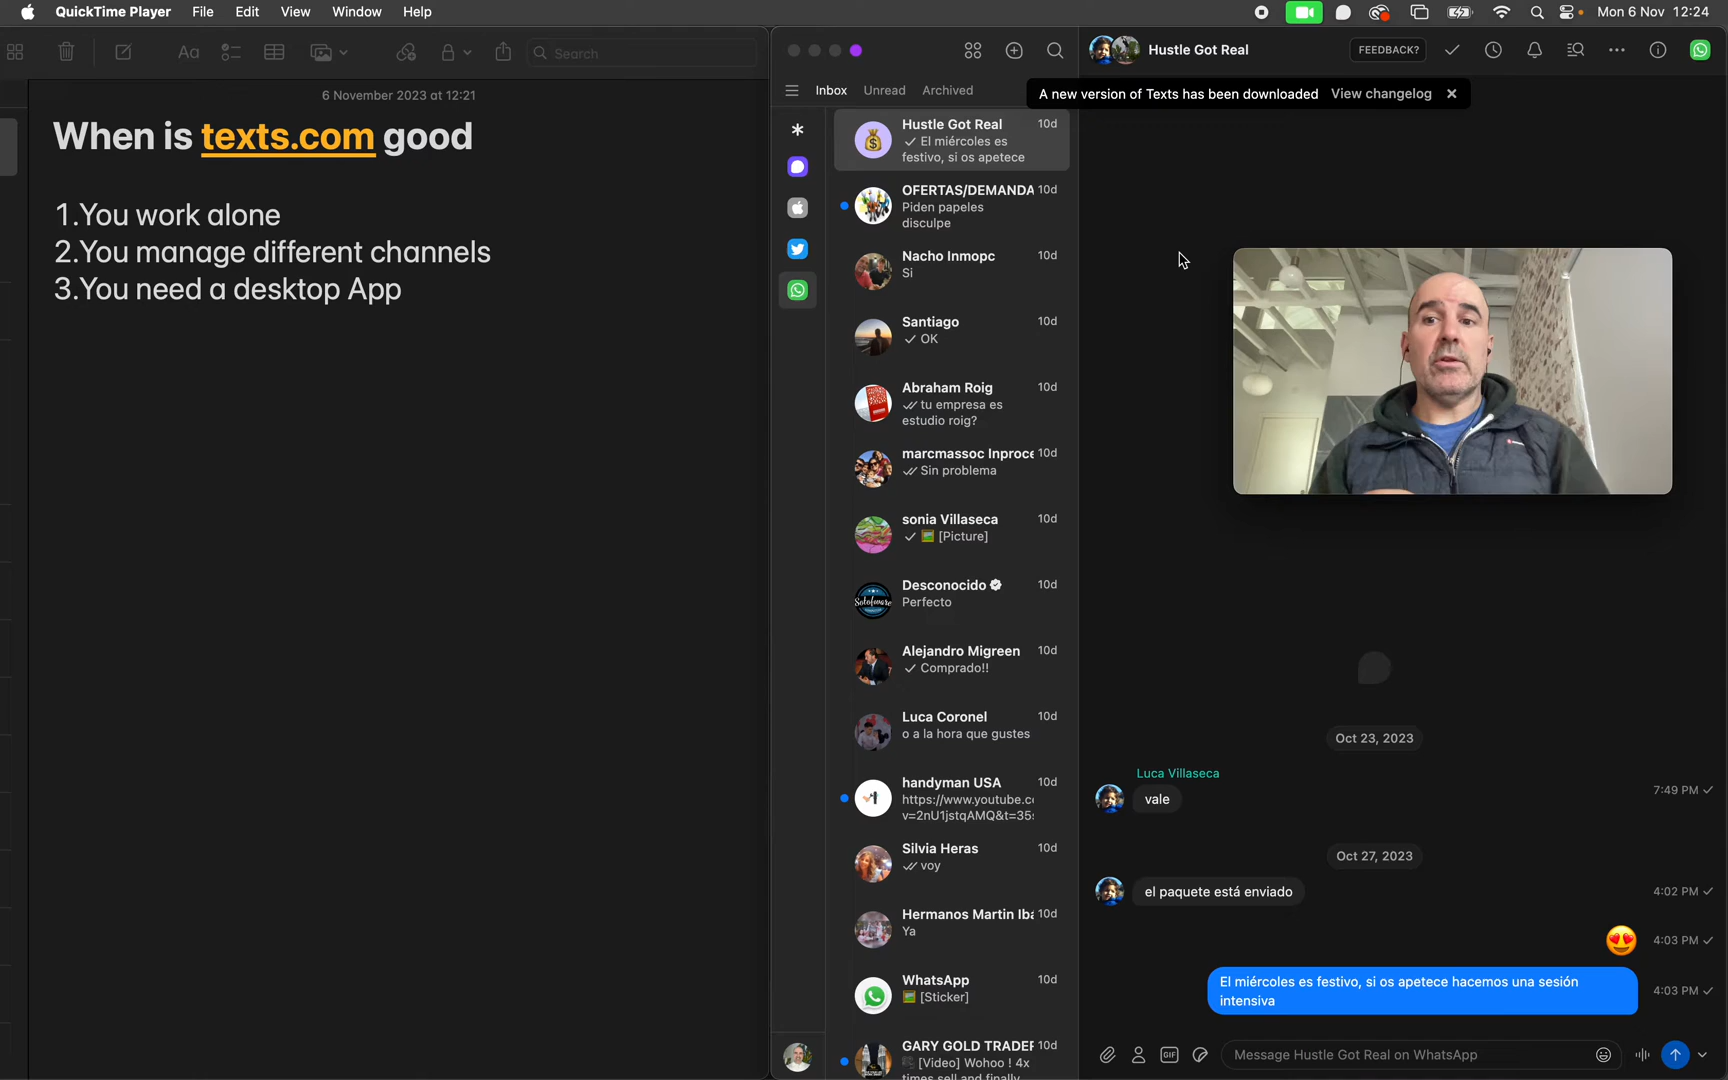 QuickTime Player File Edit View Window Help
Mon 6 Nov 12:24
Aa
Search
6 November 2023 at 12:21
When is texts.com good
1.You work alone
2.You manage different channels
3.You need a desktop App
Inbox Unread Archived
Hustle Got Real 10d
El miércoles es
festivo, si os apetece
OFERTAS/DEMANDA 10d
Piden papeles
disculpe
Nacho Inmopc 10d
Si
Santiago 10d
OK
Abraham Roig 10d
tu empresa es
estudio roig?
marcmassoc Inproce 10d
Sin problema
sonia Villaseca 10d
[Picture]
Desconocido 10d
Perfecto
Alejandro Migreen 10d
Comprado!!
Luca Coronel 10d
o a la hora que gustes
handyman USA 10d
https://www.youtube.c
v=2nU1jstqAMQ&t=35
Silvia Heras 10d
voy
Hermanos Martin Iba 10d
Ya
WhatsApp 10d
[Sticker]
GARY GOLD TRADER 10d
[Video] Wohoo ! 4x
times sell and finally
Hustle Got Real
FEEDBACK?
A new version of Texts has been downloaded View changelog
Oct 23, 2023
Luca Villaseca
vale
7:49 PM
Oct 27, 2023
el paquete está enviado
4:02 PM
4:03 PM
El miércoles es festivo, si os apetece hacemos una sesión
intensiva
4:03 PM
GIF
Message Hustle Got Real on WhatsApp